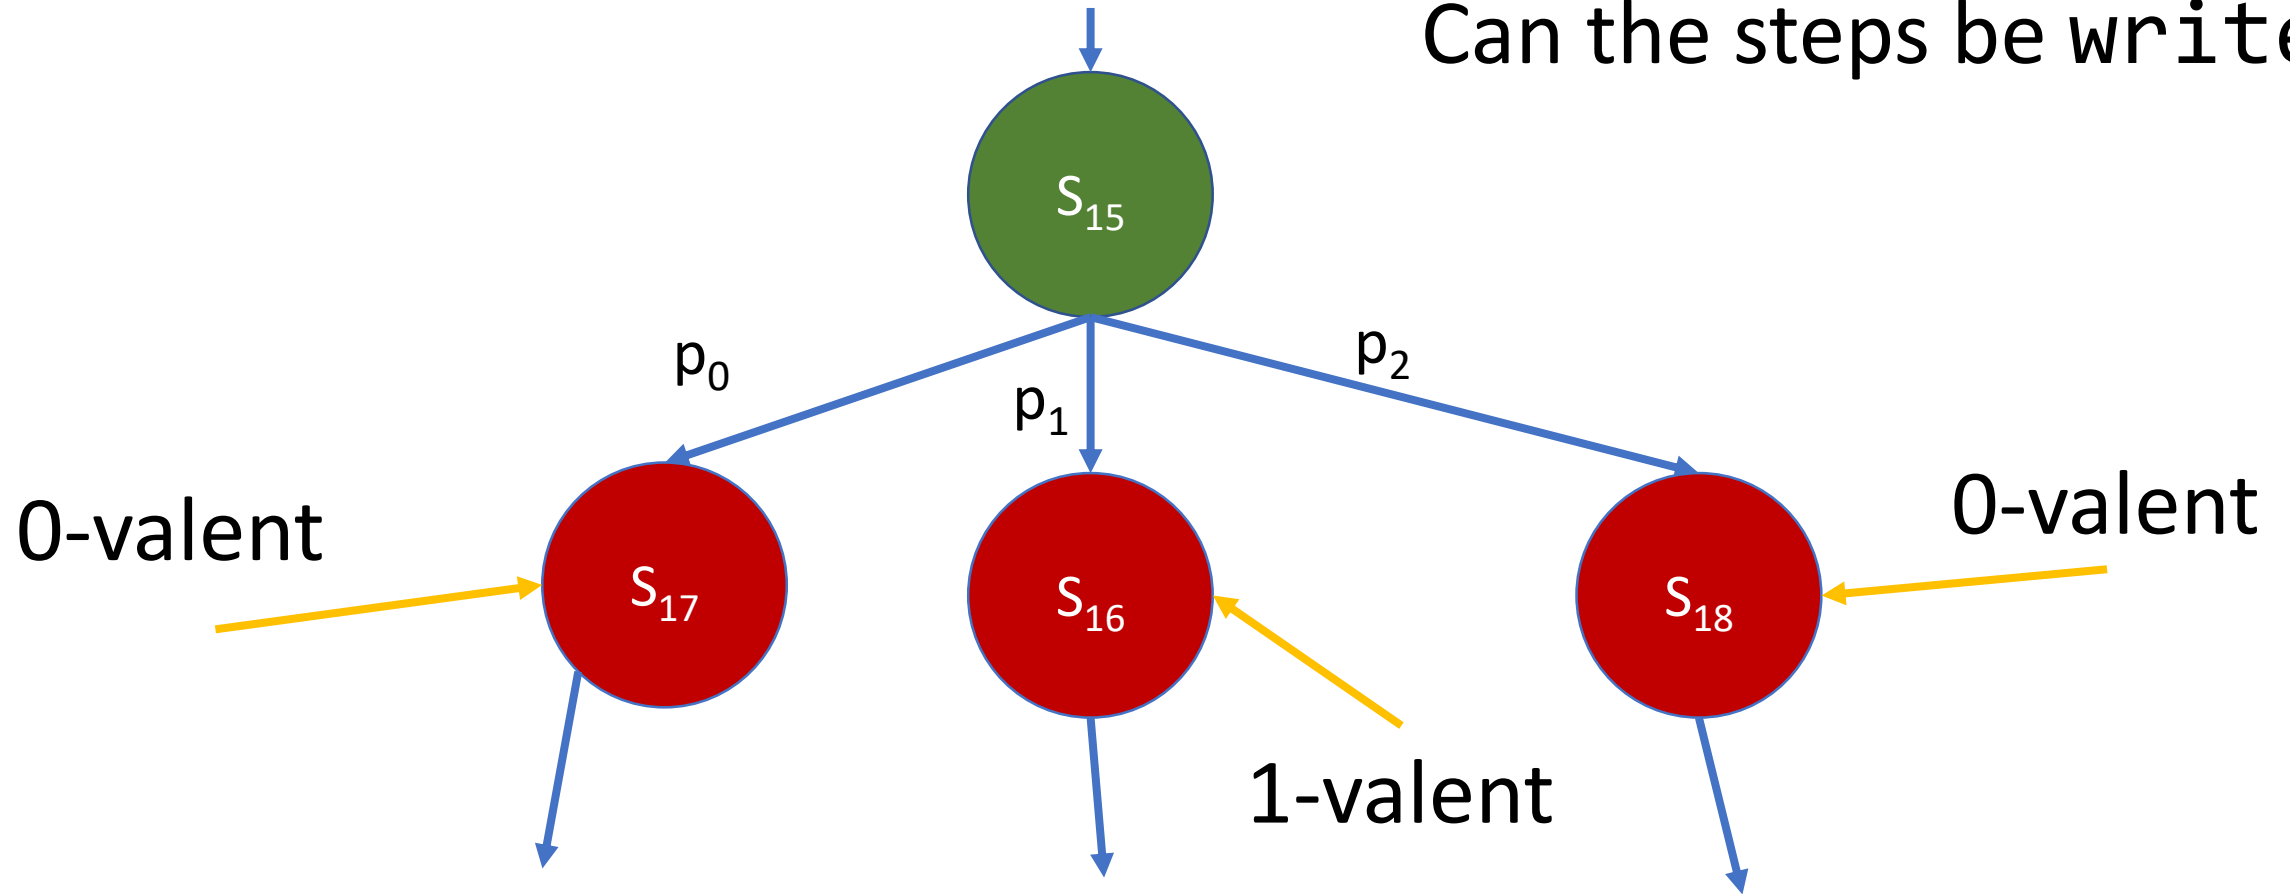 Can the steps be write
S15
p0
p1
p2
0-valent
S17
S16
S18
0-valent
1-valent